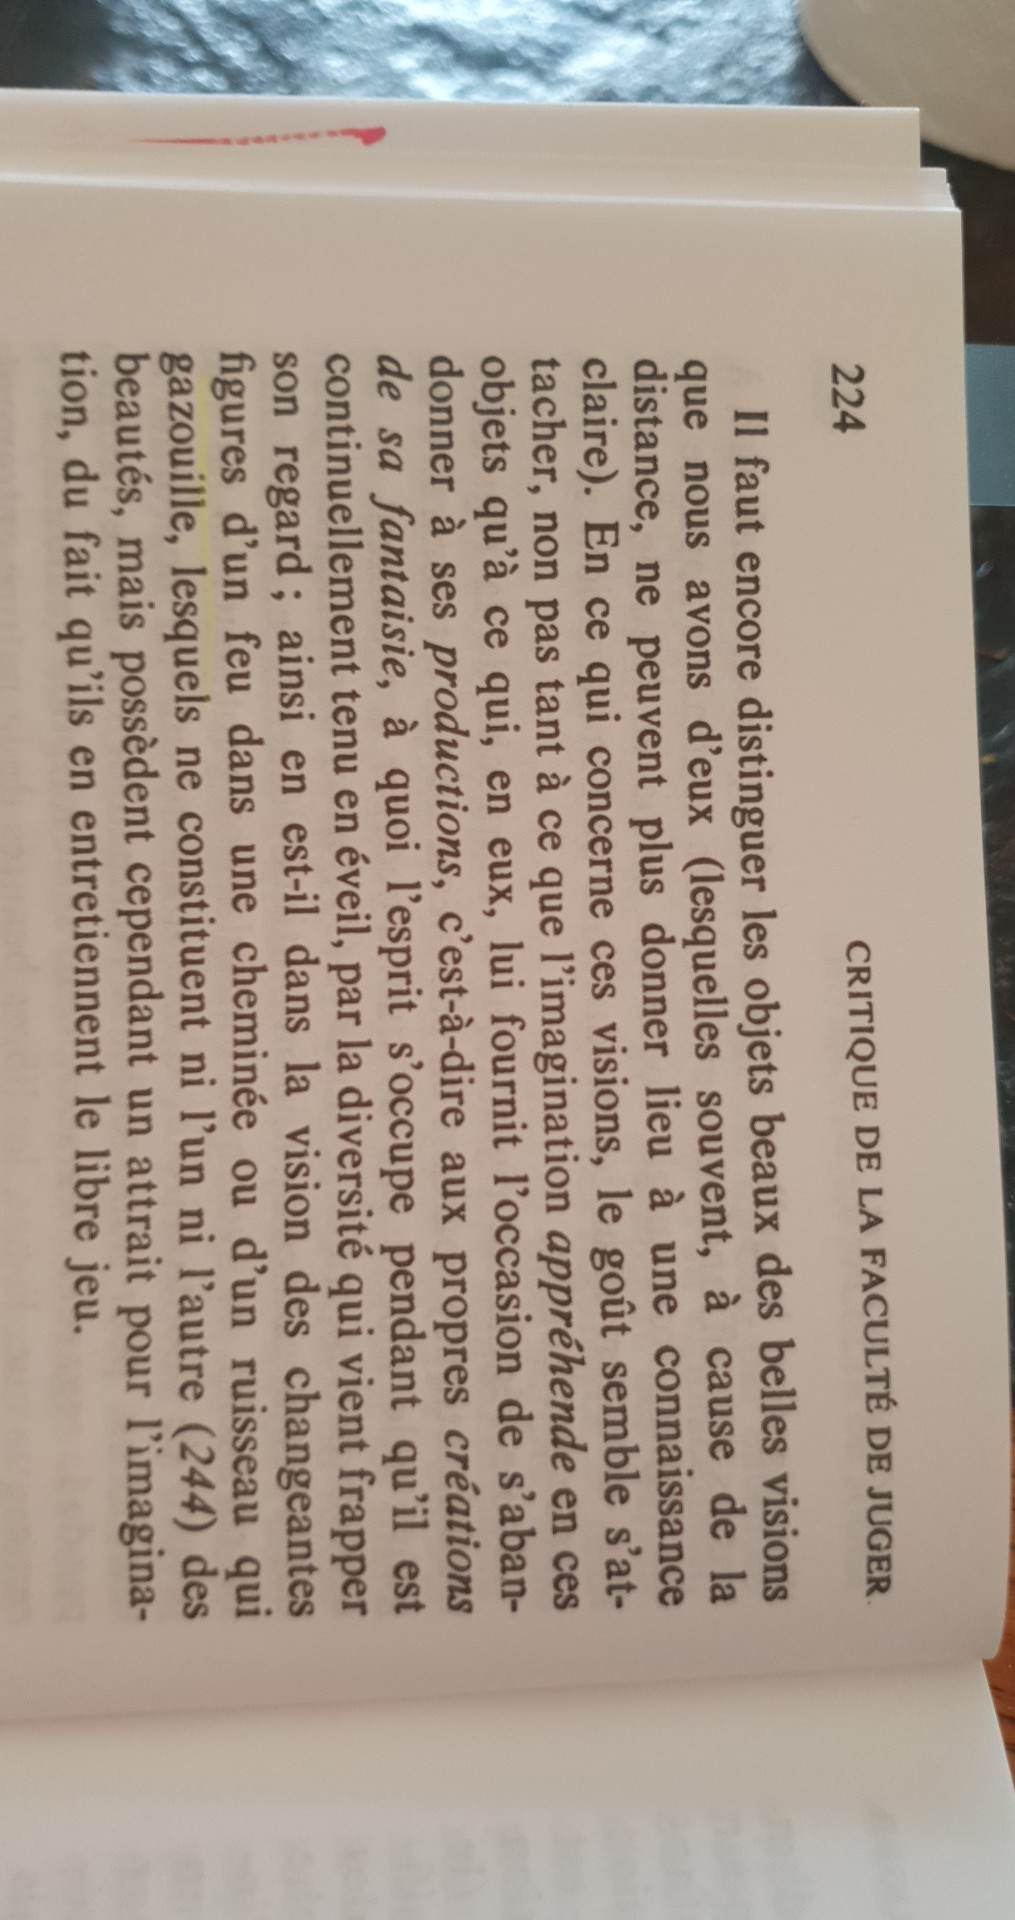 224 CRITIQUE DE LA FACULTÉ DE JUGER
Il faut encore distinguer les objets beaux des belles visions
que nous avons d'eux (lesquelles souvent, à cause de la
distance, ne peuvent plus donner lieu à une connaissance
claire). En ce qui concerne ces visions, le goût semble s'at-
tacher, non pas tant à ce que l'imagination appréhende en ces
objets qu'à ce qui, en eux, lui fournit l'occasion de s'aban-
donner à ses productions, c'est-à-dire aux propres créations
de sa fantaisie, à quoi l'esprit s'occupe pendant qu'il est
continuellement tenu en éveil, par la diversité qui vient frapper
son regard ; ainsi en est-il dans la vision des changeantes
figures d'un feu dans une cheminée ou d'un ruisseau qui
gazouille, lesquels ne constituent ni l'un ni l'autre (244) des
beautés, mais possèdent cependant un attrait pour l'imagina-
tion, du fait qu'ils en entretiennent le libre jeu.